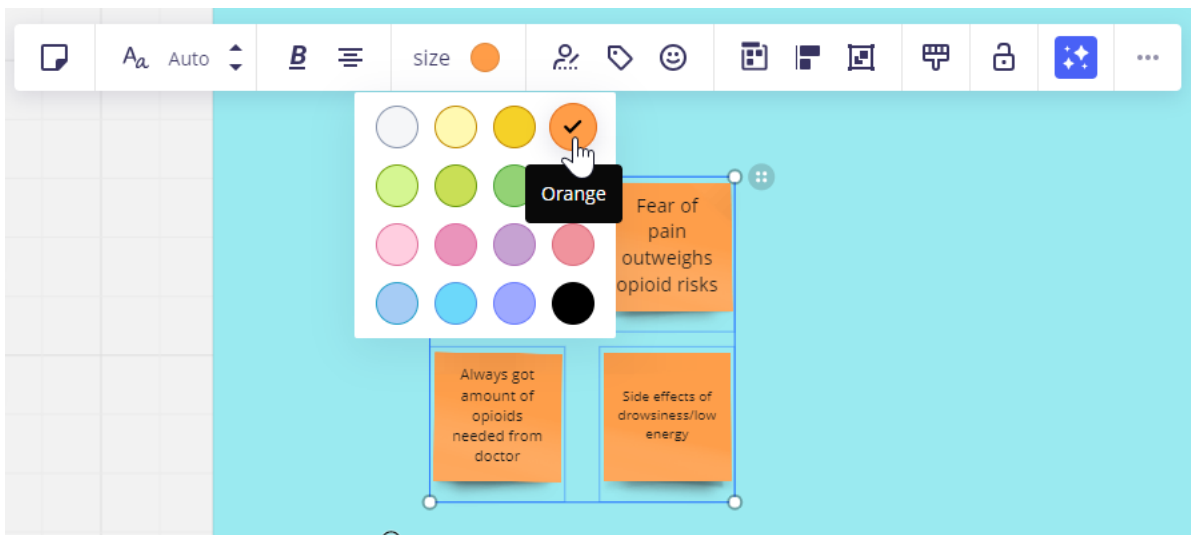 Aa Auto B size
Orange
Fear of
pain
outweighs
opioid risks
Always got
amount of
opioids
needed from
doctor
Side effects of
drowsiness/low
energy